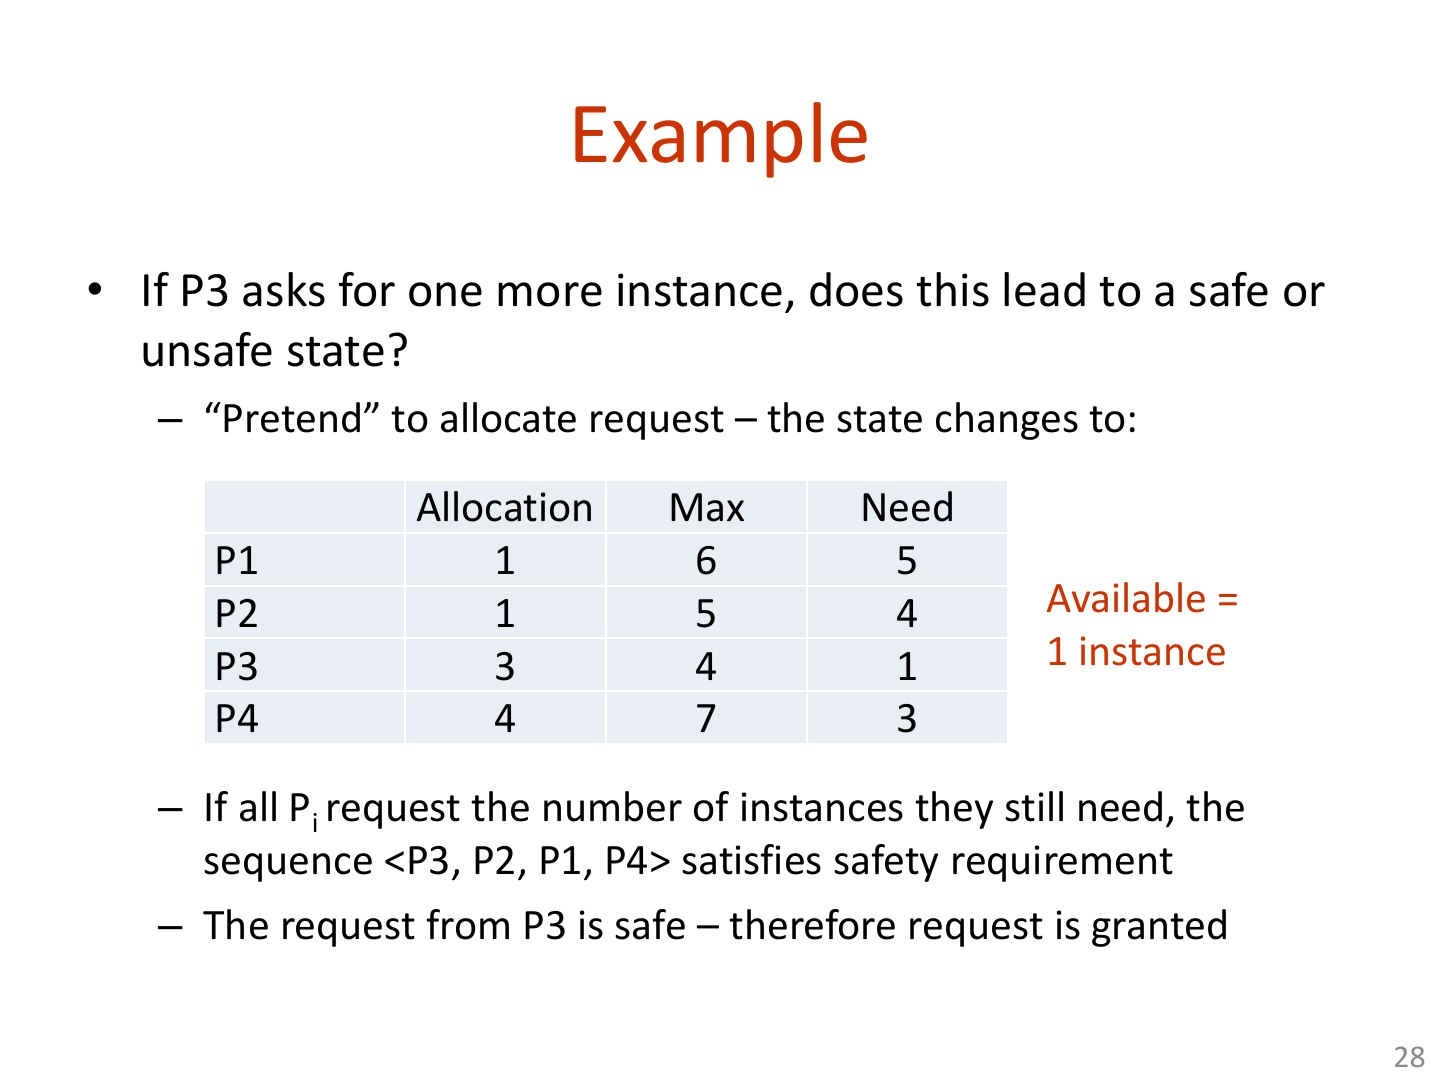 Example
• If P3 asks for one more instance, does this lead to a safe or
unsafe state?
– “Pretend” to allocate request – the state changes to:
Allocation Max Need
P1 1 6 5
P2 1 5 4
P3 3 4 1
P4 4 7 3
Available =
1 instance
– If all Pi request the number of instances they still need, the
sequence <P3, P2, P1, P4> satisfies safety requirement
– The request from P3 is safe – therefore request is granted
28